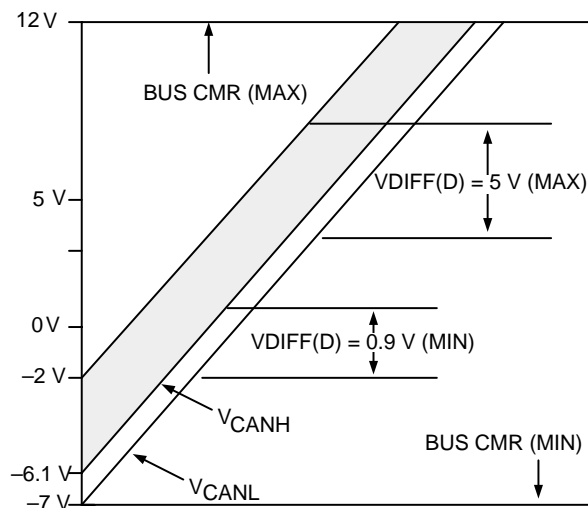 12 V
BUS CMR (MAX)
VDIFF(D) = 5 V (MAX)
5 V
0 V
VDIFF(D) = 0.9 V (MIN)
–2 V
VCANH
BUS CMR (MIN)
–6.1 V
VCANL
–7 V